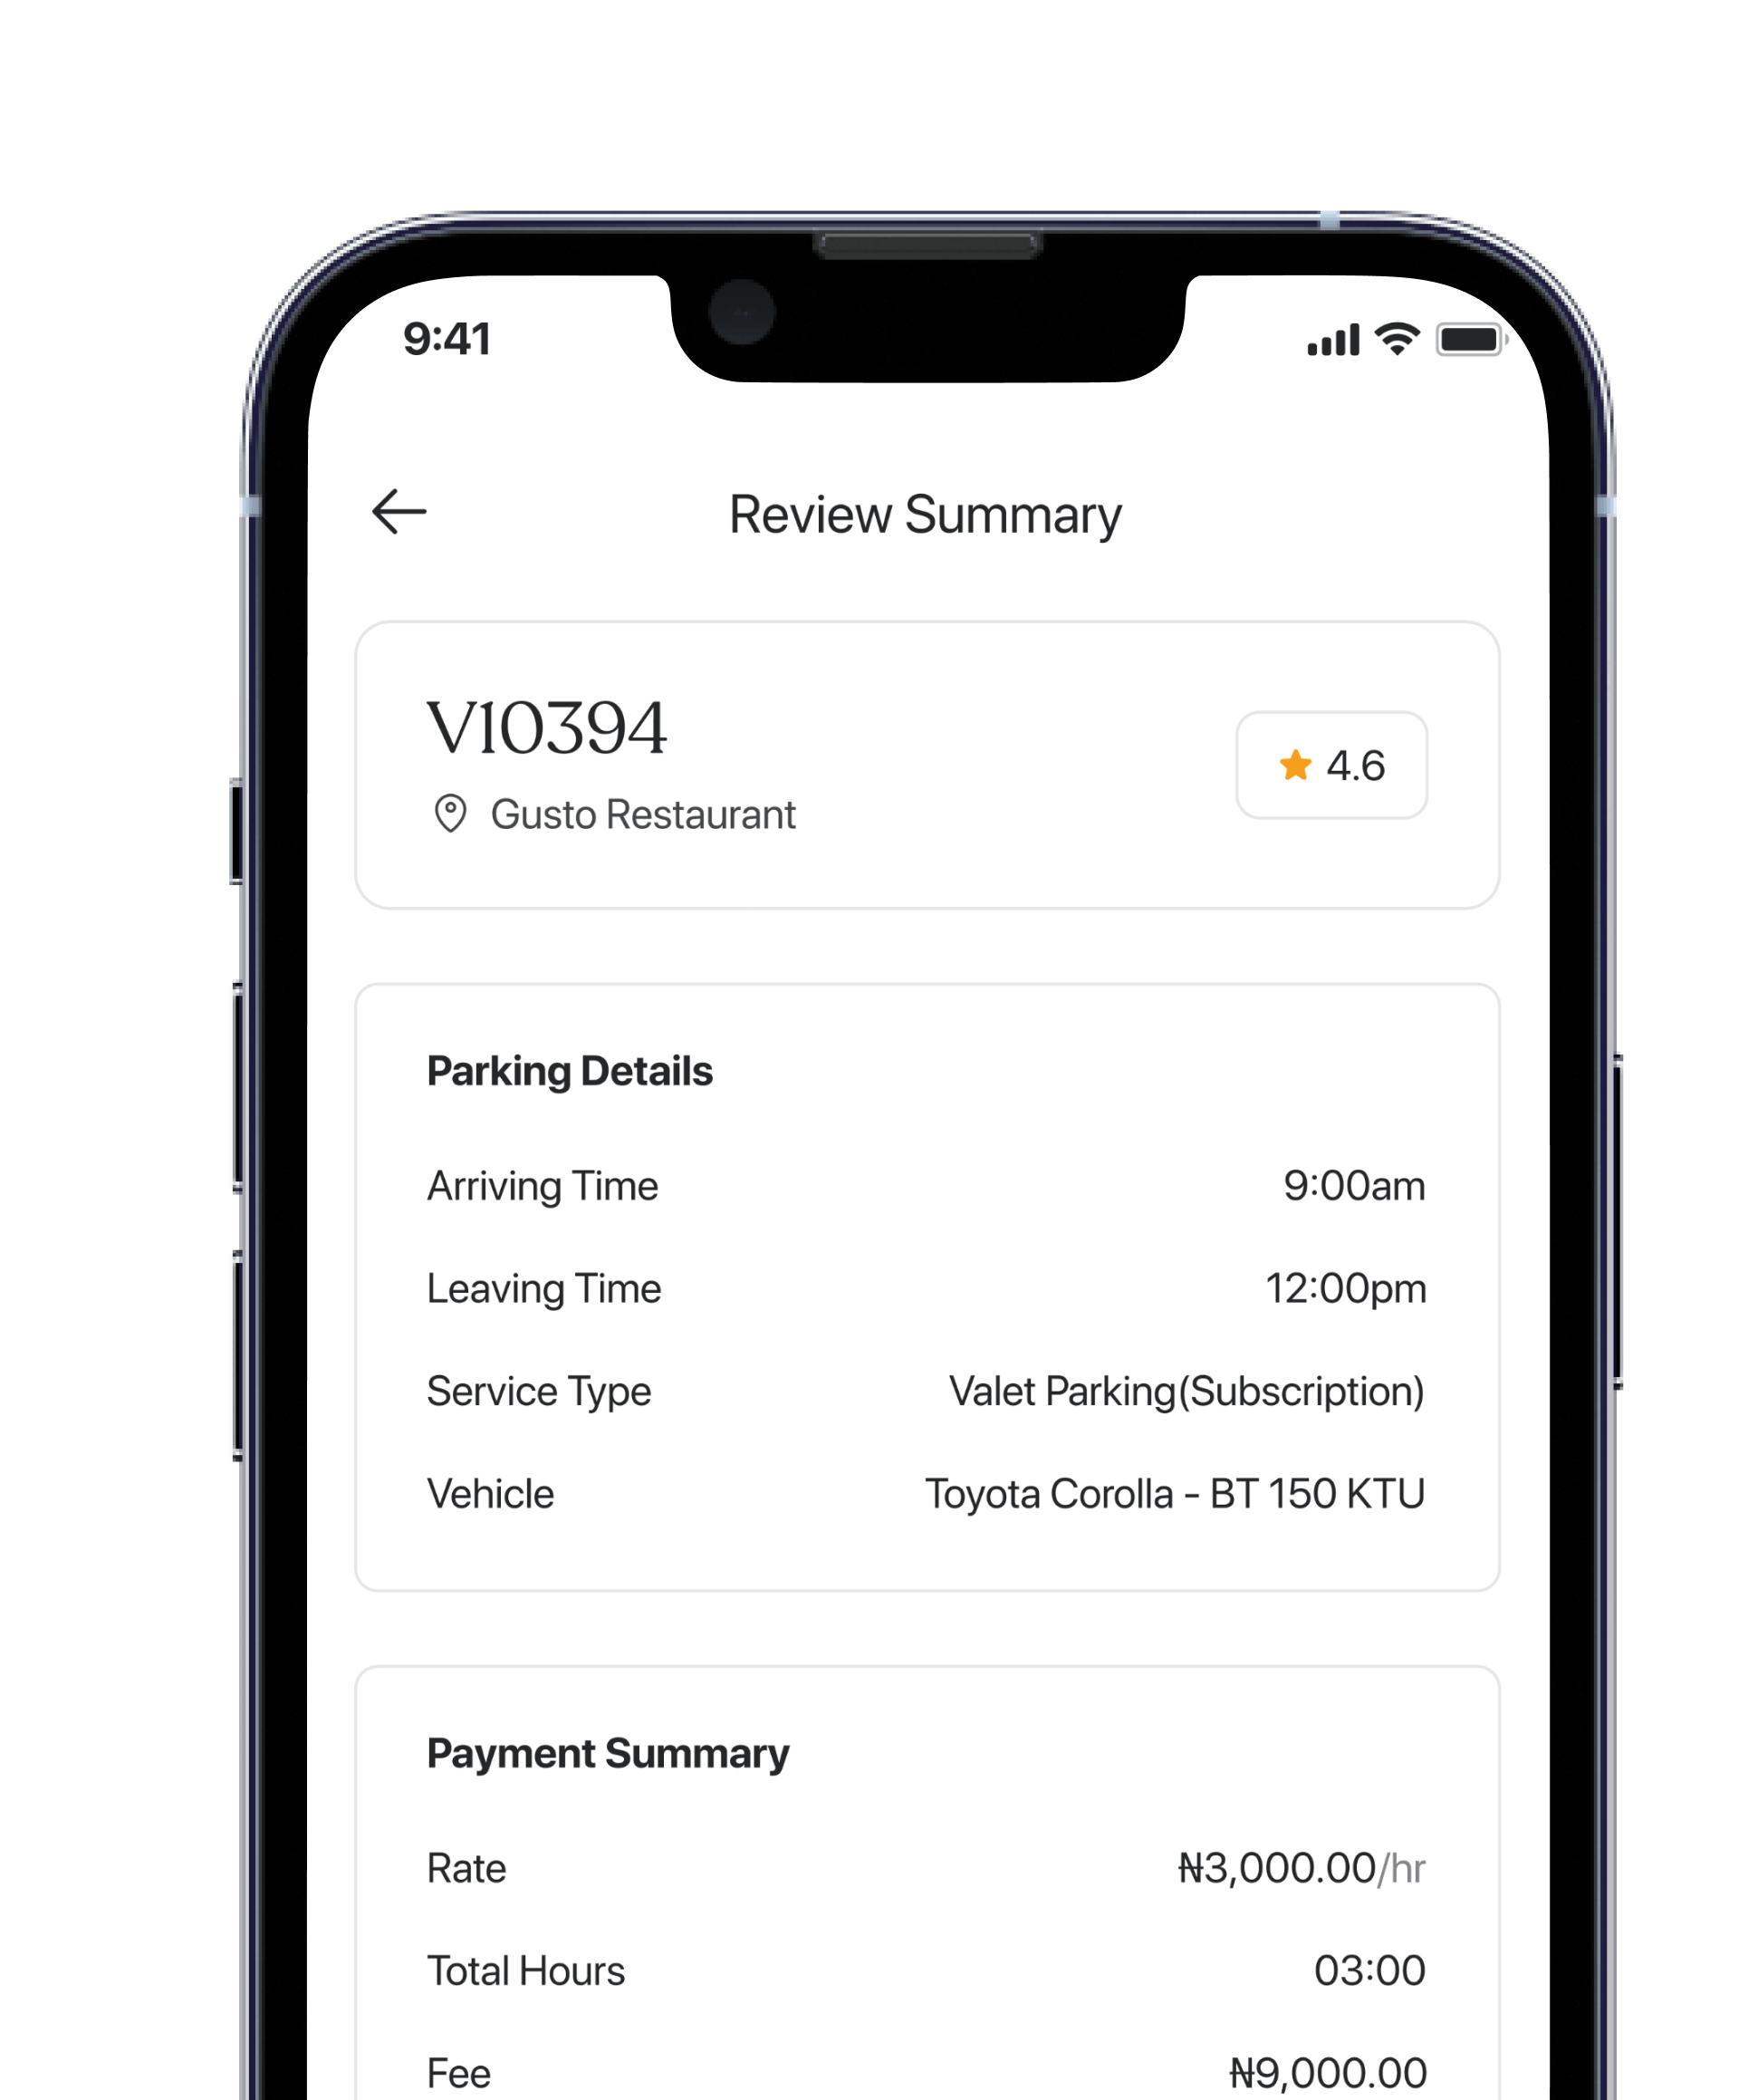 9:41
Review Summary
V10394
Gusto Restaurant
4.6
Parking Details
Arriving Time 9:00am
Leaving Time 12:00pm
Service Type Valet Parking(Subscription)
Vehicle Toyota Corolla - BT 150 KTU
Payment Summary
Rate ₦3,000.00/hr
Total Hours 03:00
Fee ₦9,000.00